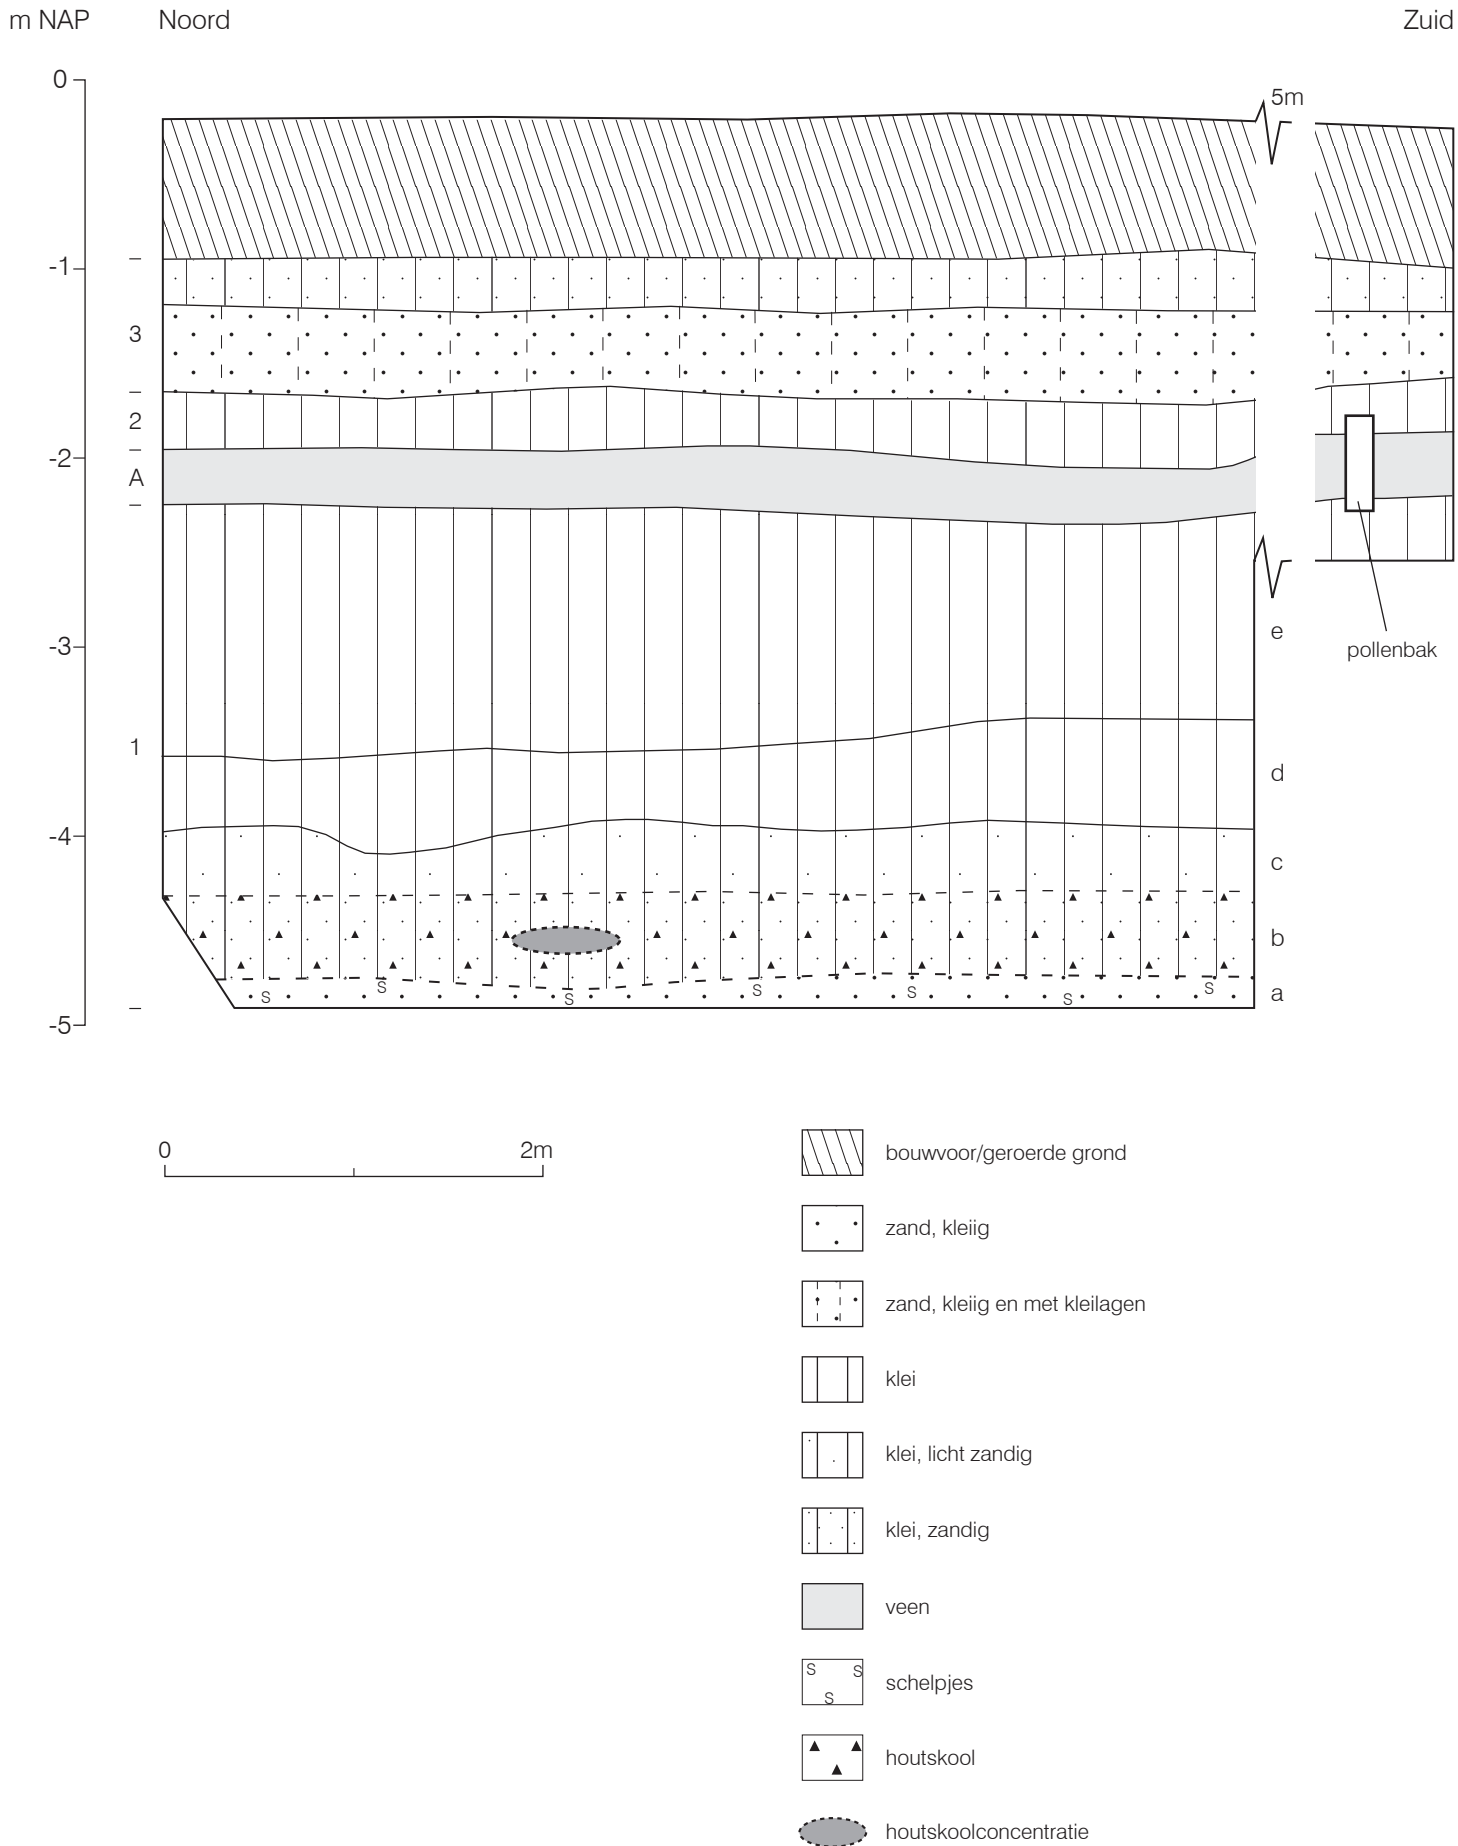 m NAP Noord Zuid
0
5m
-1
3
2
-2
A
-3
e
pollenbak
1
d
-4
c
b
S S S S S S S
a
-5
0 2m
bouwvoor/geroerde grond
zand, kleiig
zand, kleiig en met kleilagen
klei
klei, licht zandig
klei, zandig
veen
S S S schelpjes
houtskool
houtskoolconcentratie